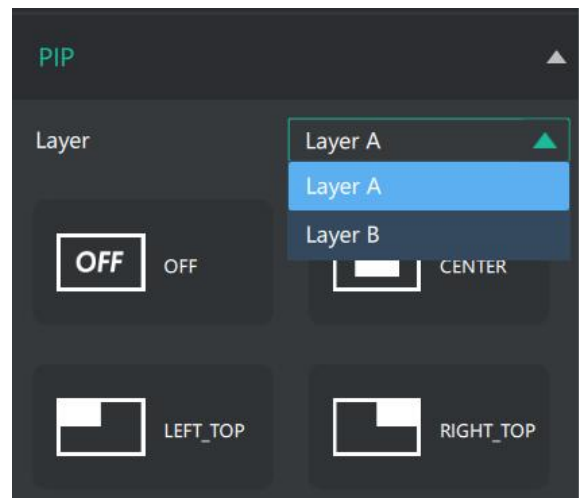 PIP
Layer
Layer A
Layer A
Layer B
OFF
OFF
CENTER
LEFT_TOP
RIGHT_TOP